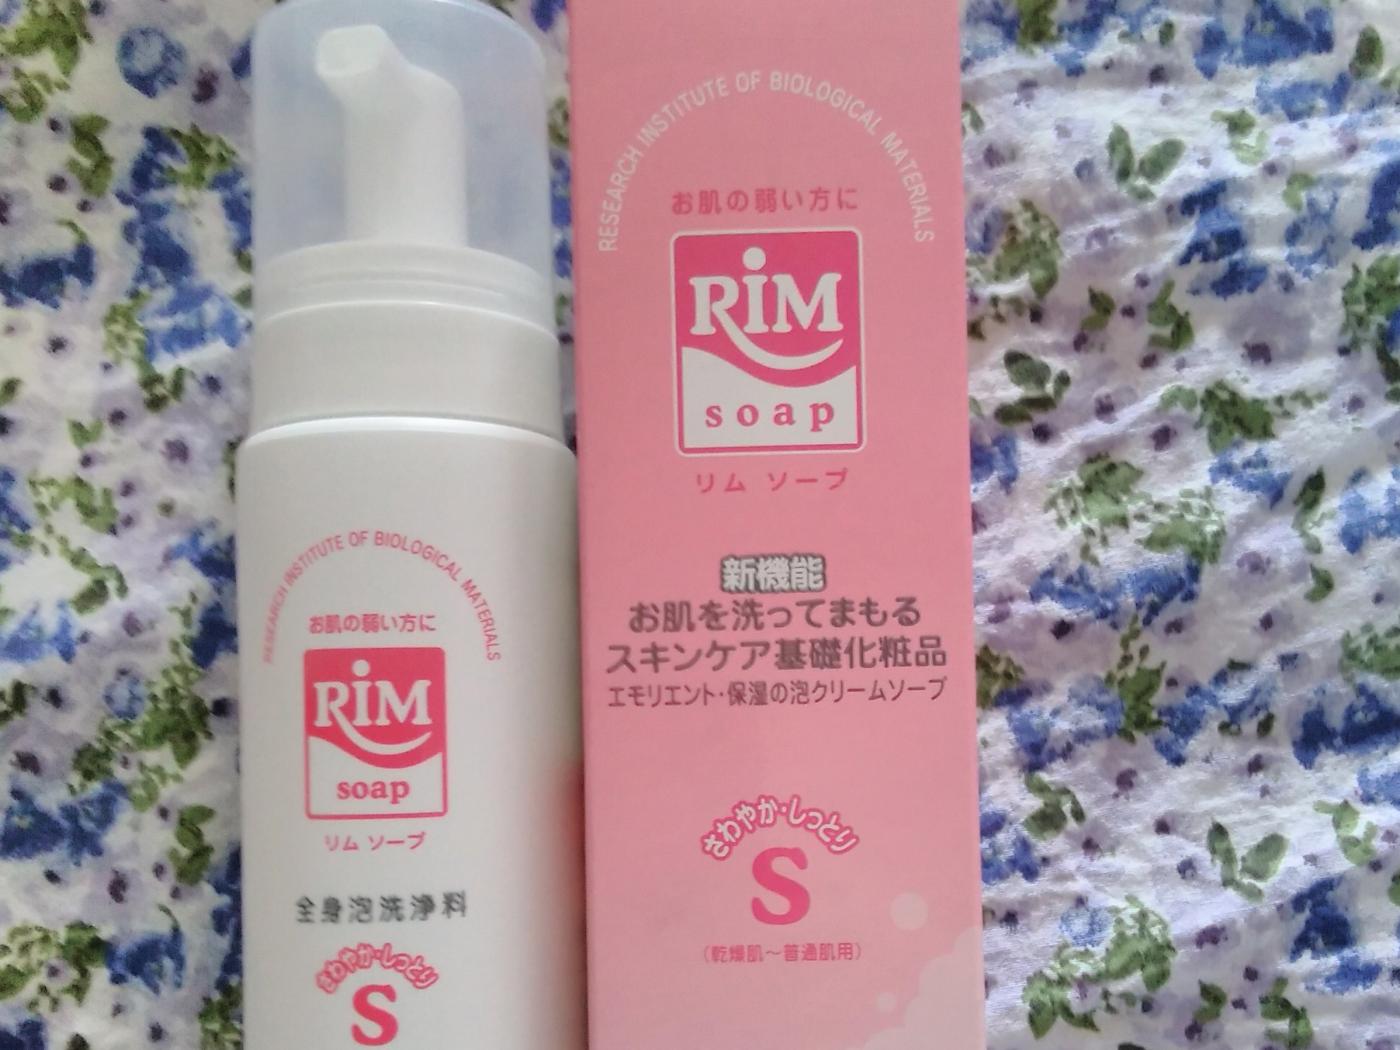 RESEARCH INSTITUTE OF BIOLOGICAL MATERIALS
お肌の弱い方に
RiM
soap
リム ソープ
全身泡洗浄料
さわやか・しっとり
S
RESEARCH INSTITUTE OF BIOLOGICAL MATERIALS
お肌の弱い方に
RiM
soap
リム ソープ
新機能
お肌を洗ってまもる
スキンケア基礎化粧品
エモリエント・保湿の泡クリームソープ
さわやか・しっとり
S
(乾燥肌〜普通肌用)